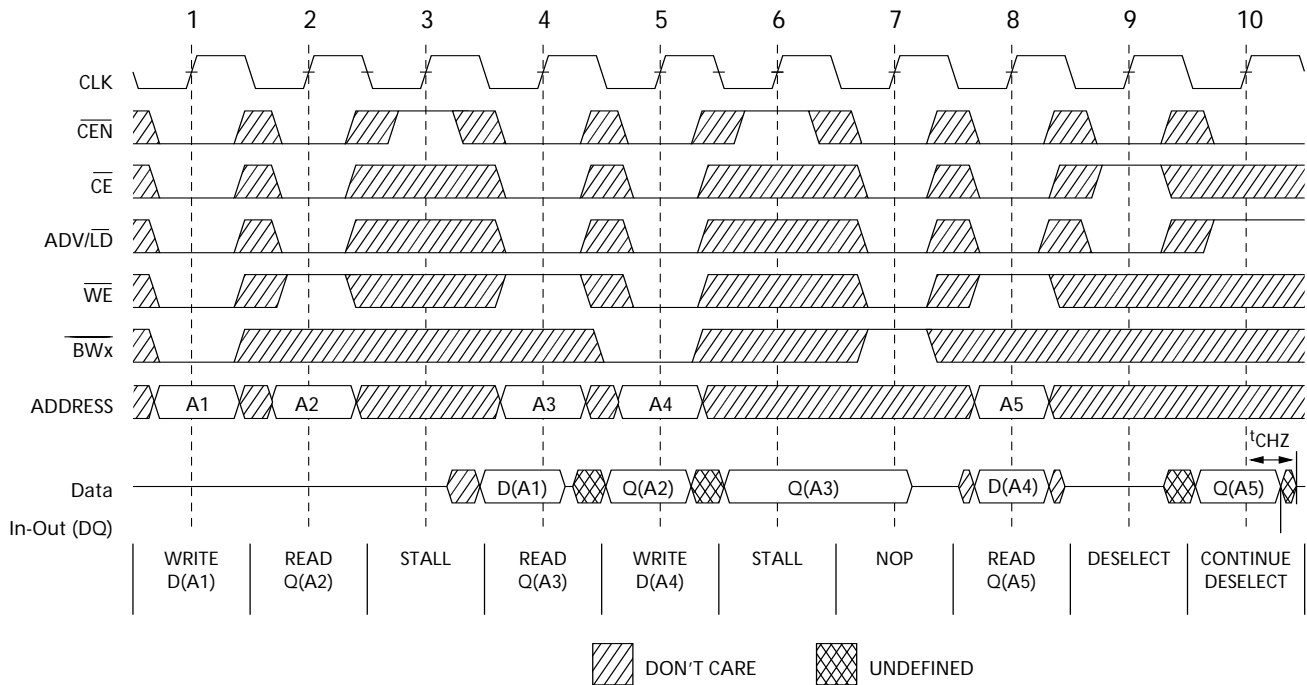 1 2 3 4 5 6 7 8 9 10
CLK
CEN
CE
ADV/LD
WE
BWx
ADDRESS A1 A2 A3 A4 A5
tCHZ
Data D(A1) Q(A2) Q(A3) D(A4) Q(A5)
In-Out (DQ)
WRITE READ STALL READ WRITE STALL NOP READ DESELECT CONTINUE
D(A1) Q(A2) Q(A3) D(A4) Q(A5) DESELECT
DON'T CARE UNDEFINED